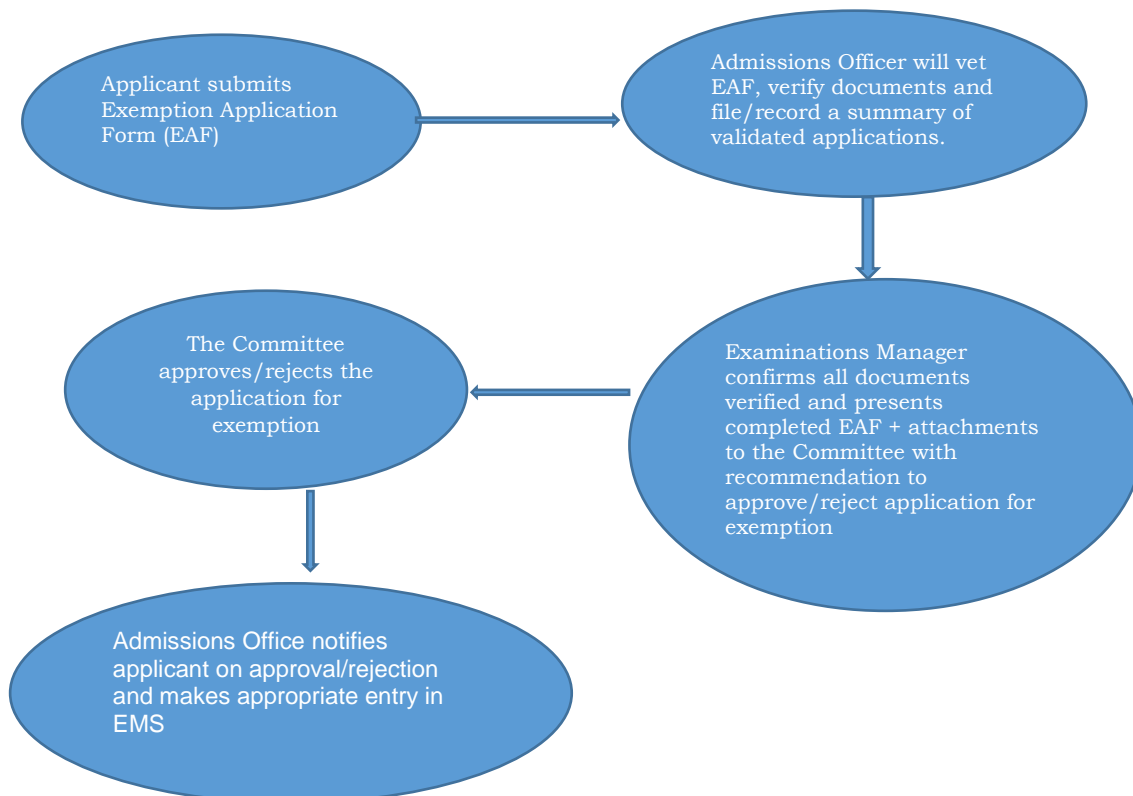 Applicant submits
Exemption Application
Form (EAF)
Admissions Officer will vet
EAF, verify documents and
file/record a summary of
validated applications.
Examinations Manager
confirms all documents
verified and presents
completed EAF + attachments
to the Committee with
recommendation to
approve/reject application for
exemption
The Committee
approves/rejects the
application for
exemption
Admissions Office notifies
applicant on approval/rejection
and makes appropriate entry in
EMS